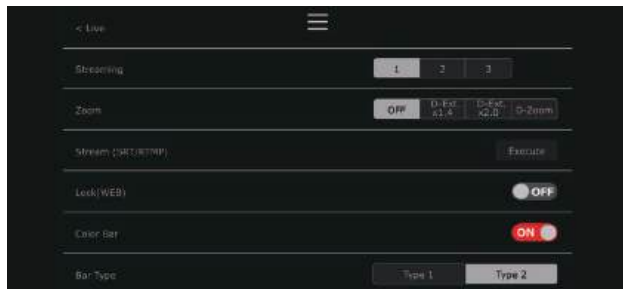 < Live
Streaming 1 2 3
Zoom OFF D-Ext. x1.4 D-Ext. x2.0 D-Zoom
Stream (SRT/RTMP) Execute
Lock(WEB) OFF
Color Bar ON
Bar Type Type 1 Type 2